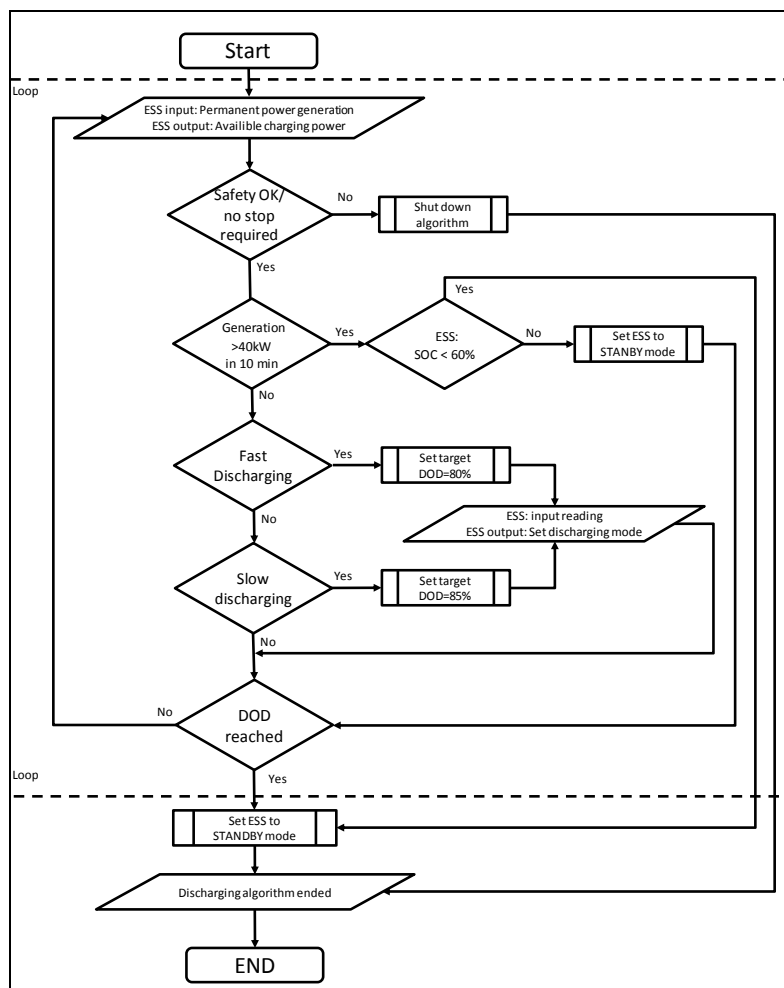 Start
Loop
ESS input: Permanent power generation
ESS output: Availible charging power
Safety OK/
no stop
required
No
Shut down
algorithm
Yes
Yes
Generation
>40kW
in 10 min
Yes
ESS:
SOC < 60%
No
Set ESS to
STANBY mode
No
Fast
Discharging
Yes
Set target
DOD=80%
ESS: input reading
ESS output: Set discharging mode
No
Slow
discharging
Yes
Set target
DOD=85%
No
No
DOD
reached
Loop
Yes
Set ESS to
STANDBY mode
Discharging algorithm ended
END